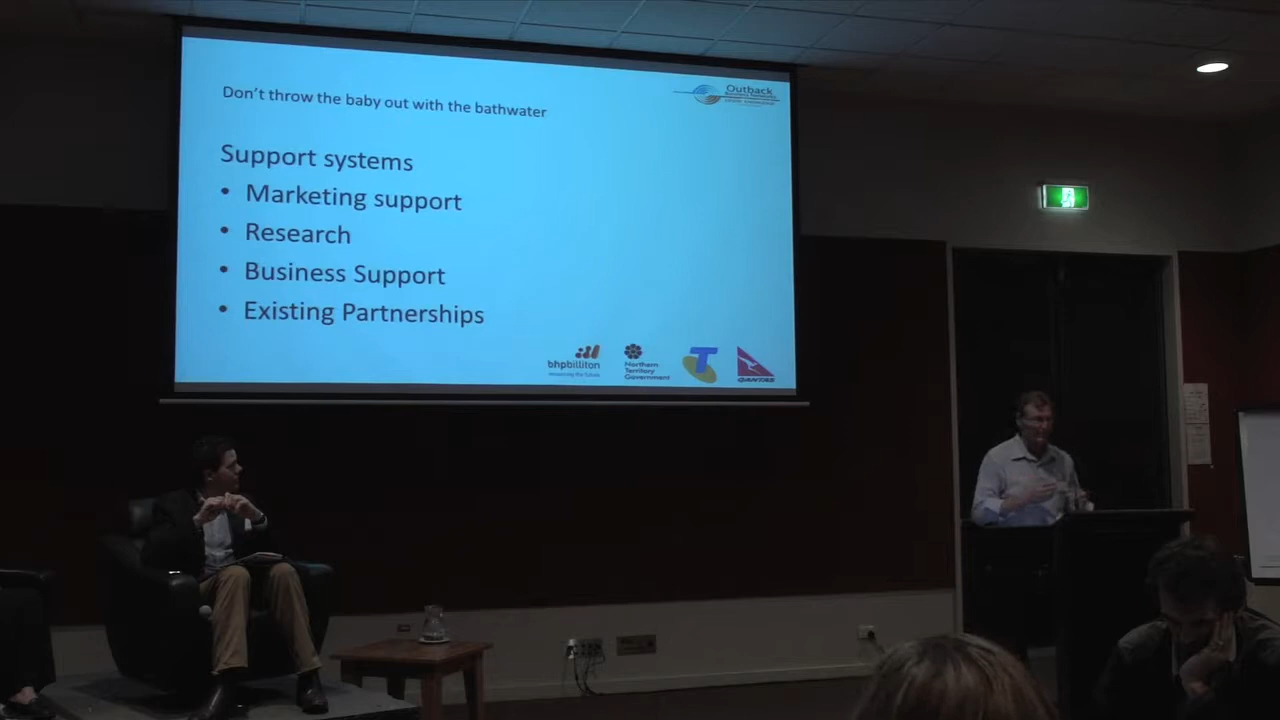 Don't throw the baby out with the bathwater
Outback
Support systems
• Marketing support
• Research
• Business Support
• Existing Partnerships
bhpbilliton
Northern
Territory
Government
T
QANTAS